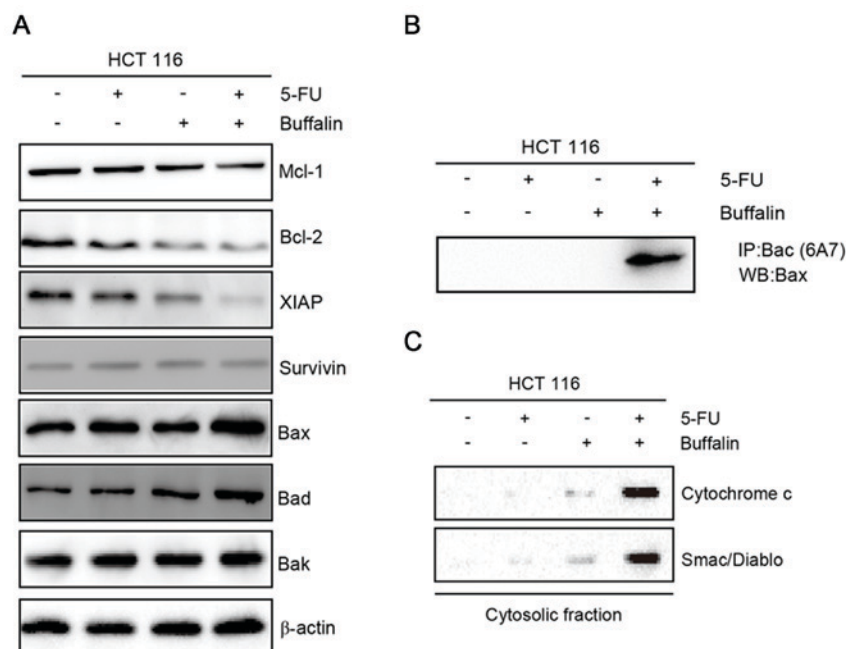 A
HCT 116
- + - + 5-FU
- - + + Buffalin
Mcl-1
Bcl-2
XIAP
Survivin
Bax
Bad
Bak
β-actin
B
HCT 116
- + - + 5-FU
- - + + Buffalin
IP:Bac (6A7)
WB:Bax
C
HCT 116
- + - + 5-FU
- - + + Buffalin
Cytochrome c
Smac/Diablo
Cytosolic fraction